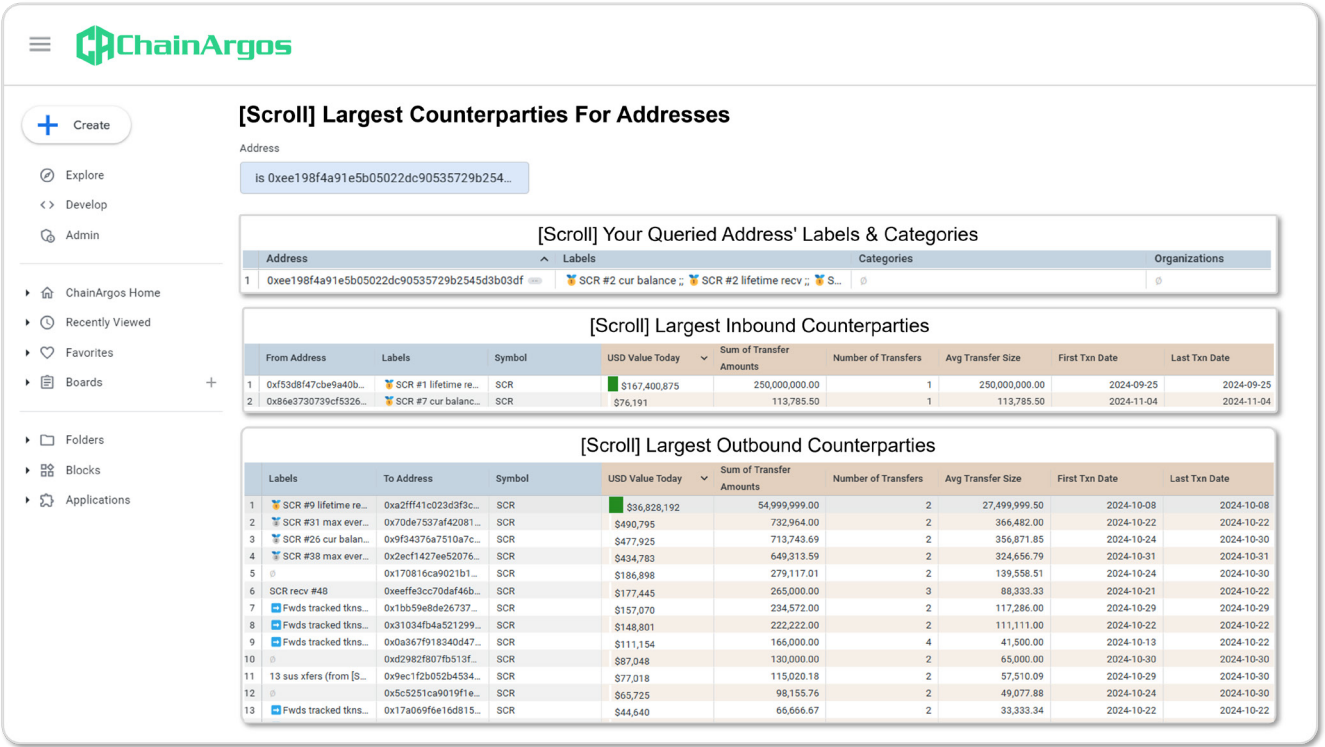 ChainArgos
Create
Explore
Develop
Admin
ChainArgos Home
Recently Viewed
Favorites
Boards
Folders
Blocks
Applications
[Scroll] Largest Counterparties For Addresses
Address
is 0xee198f4a91e5b05022dc90535729b254...
[Scroll] Your Queried Address' Labels & Categories
Address Labels Categories Organizations
1 0xee198f4a91e5b05022dc90535729b2545d3b03df 🥇SCR #2 cur balance ;; 🥇SCR #2 lifetime recv ;; 🥇S... ∅ ∅
[Scroll] Largest Inbound Counterparties
From Address Labels Symbol USD Value Today Sum of Transfer Amounts Number of Transfers Avg Transfer Size First Txn Date Last Txn Date
1 0xf53d8f47cbe9a40b... 🥇SCR #1 lifetime re... SCR $167,400,875 250,000,000.00 1 250,000,000.00 2024-09-25 2024-09-25
2 0x86e3730739cf5326... 🥇SCR #7 cur balanc... SCR $76,191 113,785.50 1 113,785.50 2024-11-04 2024-11-04
[Scroll] Largest Outbound Counterparties
Labels To Address Symbol USD Value Today Sum of Transfer Amounts Number of Transfers Avg Transfer Size First Txn Date Last Txn Date
1 🥇SCR #9 lifetime re... 0xa2fff41c023d3f3c... SCR $36,828,192 54,999,999.00 2 27,499,999.50 2024-10-08 2024-10-08
2 🥈SCR #31 max ever... 0x70de7537af42081... SCR $490,795 732,964.00 2 366,482.00 2024-10-22 2024-10-22
3 🥈SCR #26 cur balan... 0x9f34376a7510a7c... SCR $477,925 713,743.69 2 356,871.85 2024-10-24 2024-10-30
4 🥈SCR #38 max ever... 0x2ecf1427ee52076... SCR $434,783 649,313.59 2 324,656.79 2024-10-31 2024-10-31
5 ∅ 0x170816ca9021b1... SCR $186,898 279,117.01 2 139,558.51 2024-10-24 2024-10-30
6 SCR recv #48 0xeeffe3cc70daf46b... SCR $177,445 265,000.00 3 88,333.33 2024-10-21 2024-10-22
7 ➡️Fwds tracked tkns... 0x1bb59e8de26737... SCR $157,070 234,572.00 2 117,286.00 2024-10-29 2024-10-29
8 ➡️Fwds tracked tkns... 0x31034fb4a521299... SCR $148,801 222,222.00 2 111,111.00 2024-10-22 2024-10-22
9 ➡️Fwds tracked tkns... 0x0a367f918340d47... SCR $111,154 166,000.00 4 41,500.00 2024-10-13 2024-10-22
10 ∅ 0xd2982f807fb513f... SCR $87,048 130,000.00 2 65,000.00 2024-10-30 2024-10-30
11 13 sus xfers (from [S... 0x9ec1f2b052b4534... SCR $77,018 115,020.18 2 57,510.09 2024-10-29 2024-10-30
12 ∅ 0x5c5251ca9019f1e... SCR $65,725 98,155.76 2 49,077.88 2024-10-24 2024-10-30
13 ➡️Fwds tracked tkns... 0x17a069f6e16d815... SCR $44,640 66,666.67 2 33,333.34 2024-10-22 2024-10-22